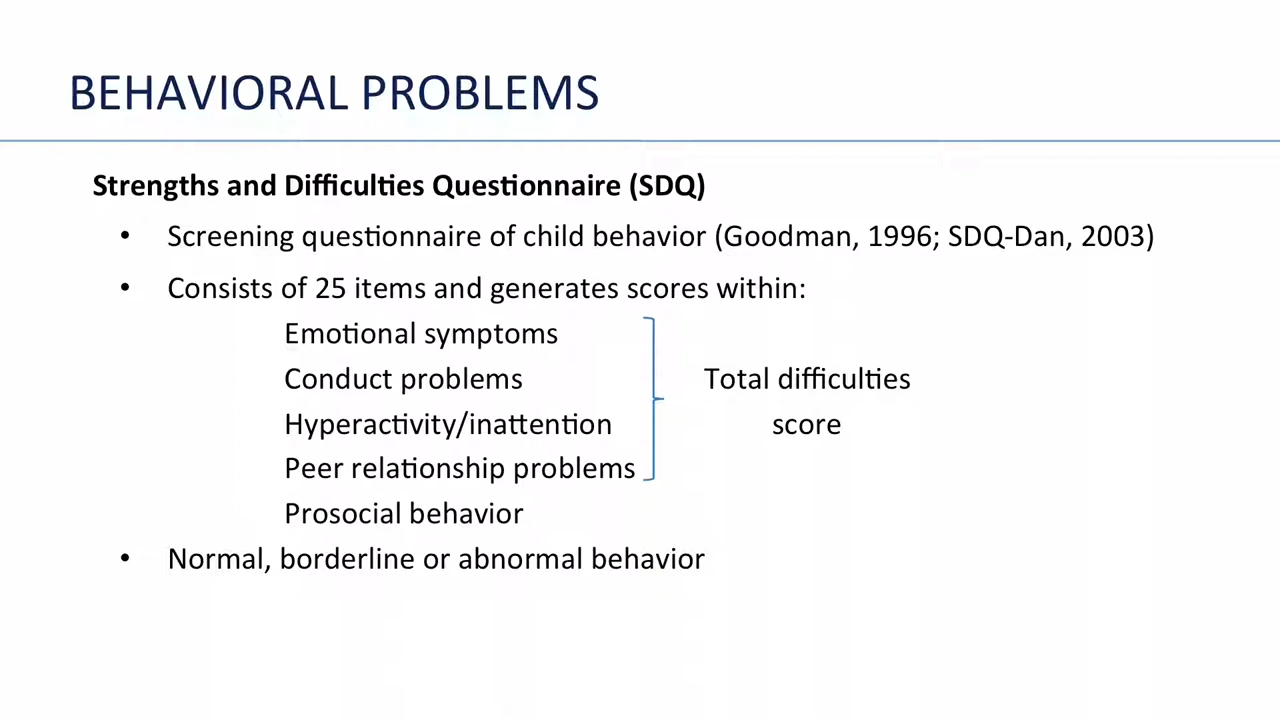 BEHAVIORAL PROBLEMS
Strengths and Difficulties Questionnaire (SDQ)
• Screening questionnaire of child behavior (Goodman, 1996; SDQ-Dan, 2003)
• Consists of 25 items and generates scores within:
Emotional symptoms
Conduct problems
Hyperactivity/inattention
Peer relationship problems
Total difficulties
score
Prosocial behavior
• Normal, borderline or abnormal behavior